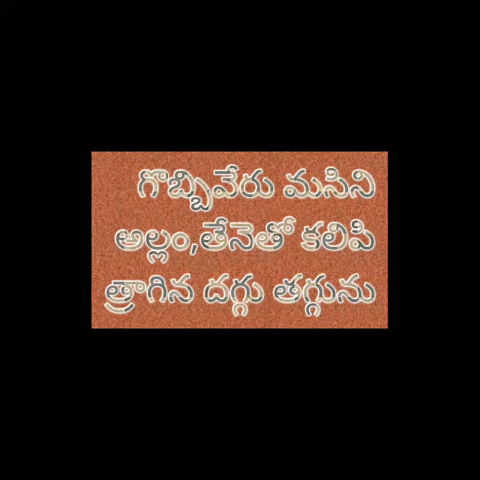 గొబ్బివేరు మసిని
అల్లం,తేనెతో కలిపి
త్రాగిన దగ్గు తగ్గును